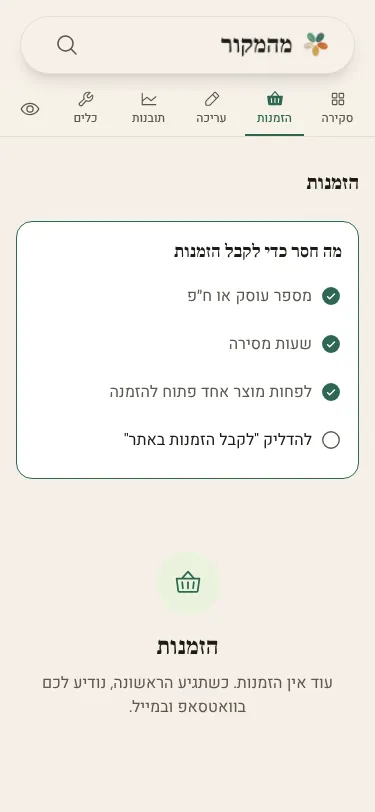 מהמקור
סקירה
הזמנות
עריכה
תובנות
כלים
הזמנות
מה חסר כדי לקבל הזמנות
מספר עוסק או ח"פ
שעות מסירה
לפחות מוצר אחד פתוח להזמנה
להדליק "לקבל הזמנות באתר"
הזמנות
עוד אין הזמנות. כשתגיע הראשונה, נודיע לכם
בוואטסאפ ובמייל.